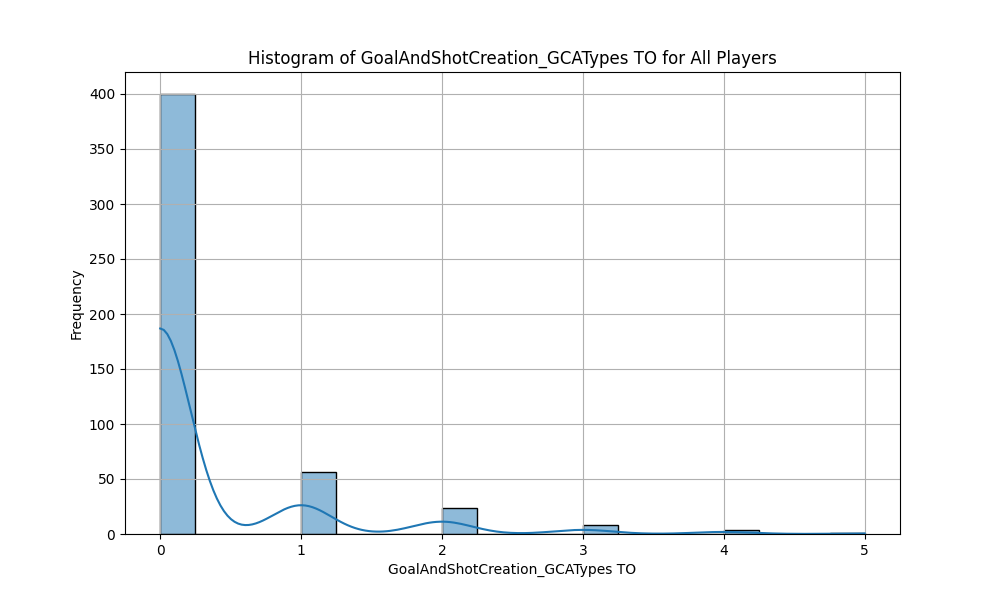 Histogram of GoalAndShotCreation_GCATypes TO for All Players
400
350
300
250
200
150
100
50
0
Frequency
0 1 2 3 4 5
GoalAndShotCreation_GCATypes TO